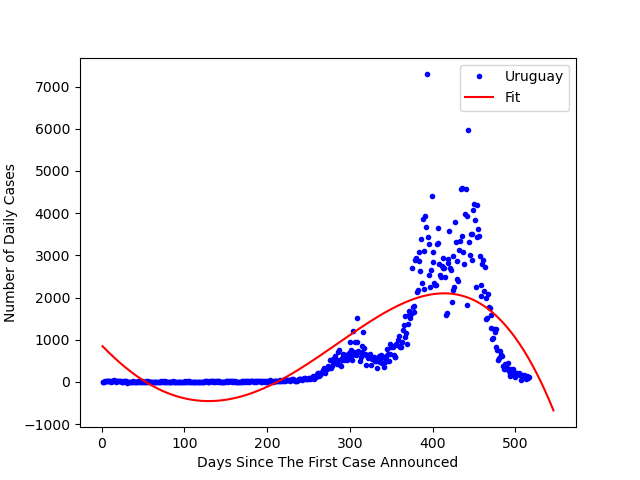 Uruguay
Fit
7000
6000
5000
4000
3000
2000
1000
0
−1000
Number of Daily Cases
0 100 200 300 400 500
Days Since The First Case Announced